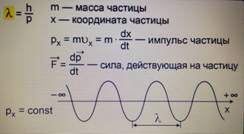 λ = h/p
m — масса частицы
x — координата частицы
pₓ = mυₓ = m · dx/dt — импульс частицы
F⃗ = dp⃗/dt — сила, действующая на частицу
− ∞ + ∞
x
pₓ = const
λ